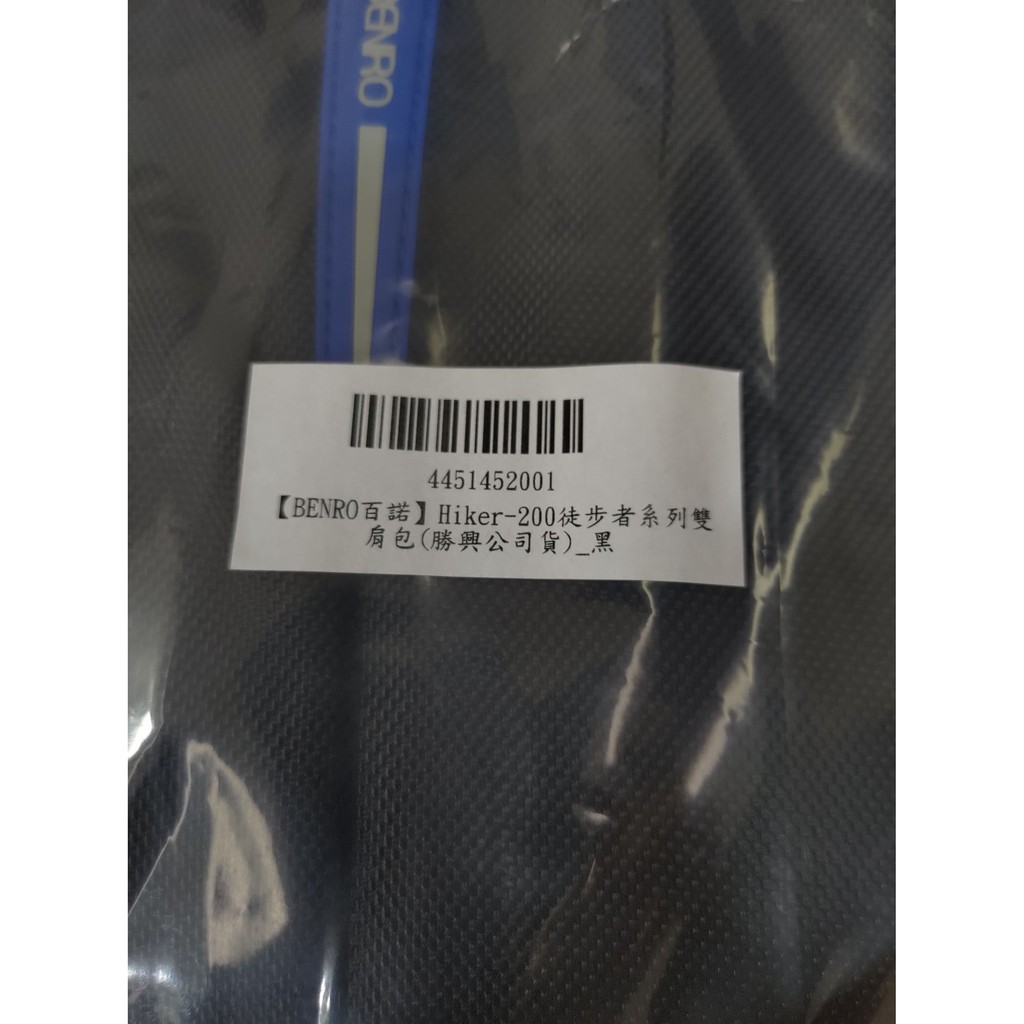 BENRO
4451452001
【BENRO百諾】Hiker-200徒步者系列雙
肩包(勝興公司貨)_黑